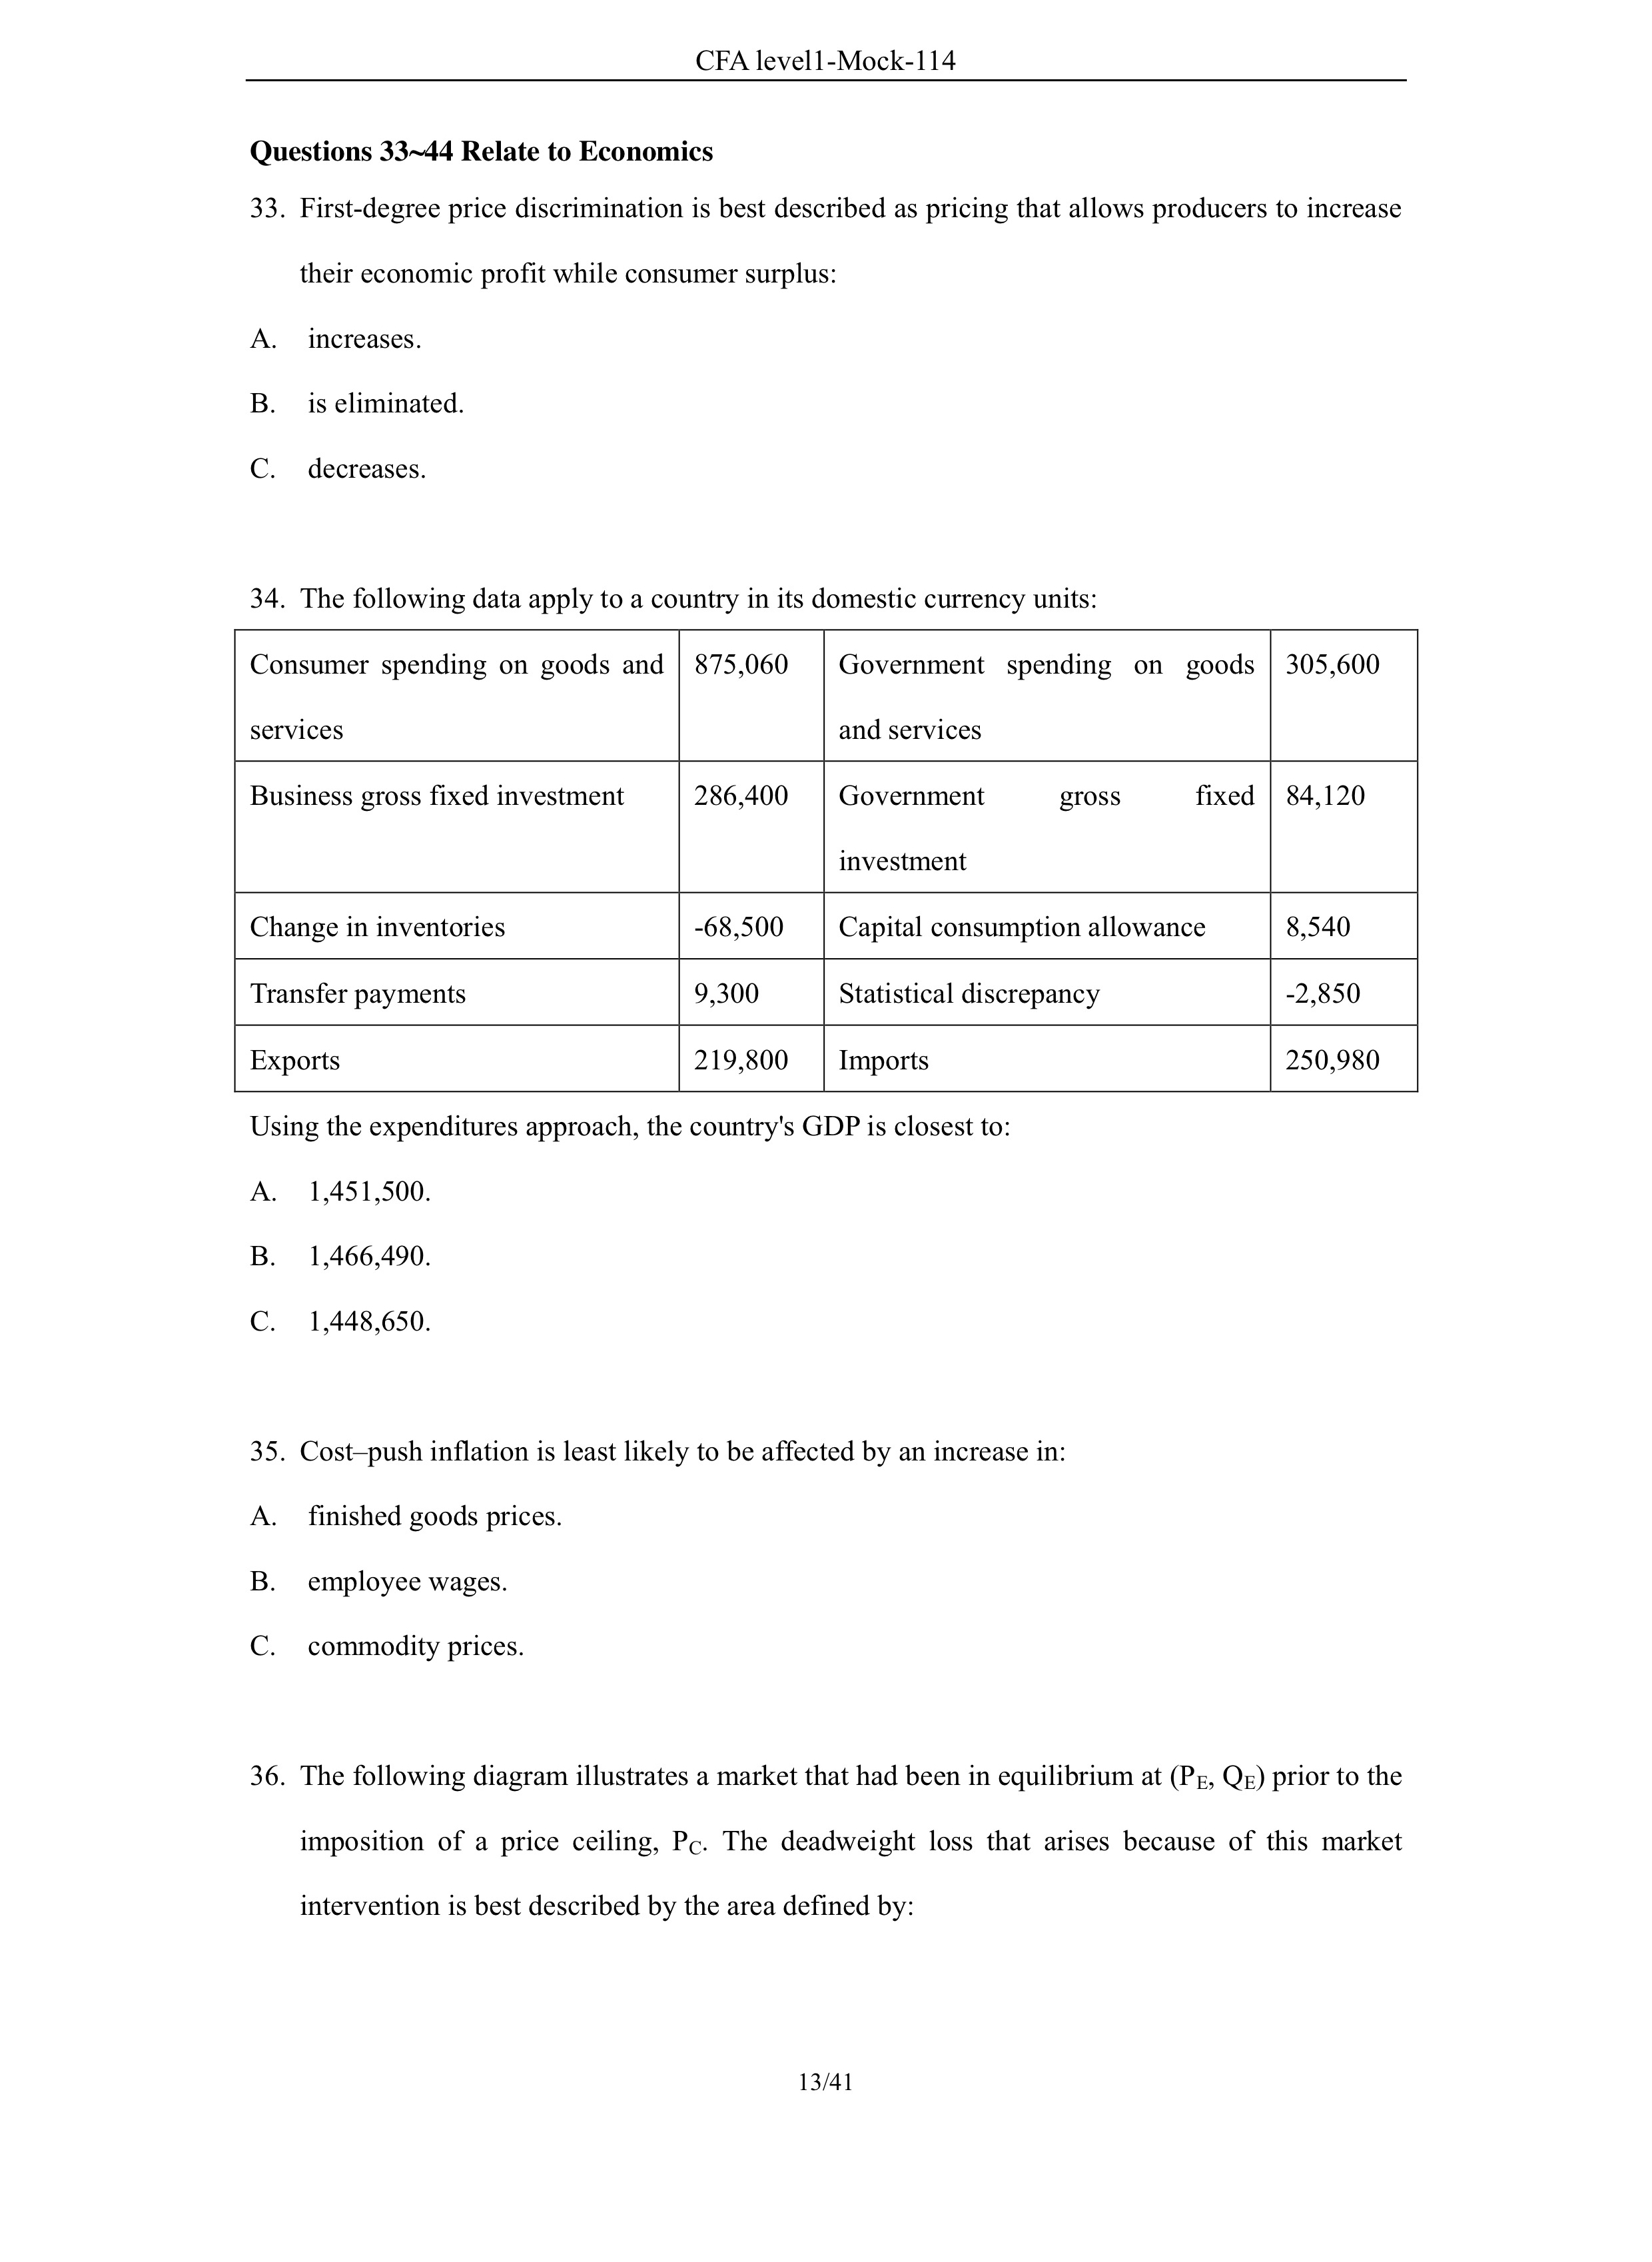 CFA level1-Mock-114
Questions 33~44 Relate to Economics
33. First-degree price discrimination is best described as pricing that allows producers to increase
their economic profit while consumer surplus:
A. increases.
B. is eliminated.
C. decreases.
34. The following data apply to a country in its domestic currency units:
Consumer spending on goods and 875,060 Government spending on goods 305,600
services and services
Business gross fixed investment 286,400 Government gross fixed 84,120
investment
Change in inventories -68,500 Capital consumption allowance 8,540
Transfer payments 9,300 Statistical discrepancy -2,850
Exports 219,800 Imports 250,980
Using the expenditures approach, the country's GDP is closest to:
A. 1,451,500.
B. 1,466,490.
C. 1,448,650.
35. Cost–push inflation is least likely to be affected by an increase in:
A. finished goods prices.
B. employee wages.
C. commodity prices.
36. The following diagram illustrates a market that had been in equilibrium at (PE, QE) prior to the
imposition of a price ceiling, PC. The deadweight loss that arises because of this market
intervention is best described by the area defined by:
13/41